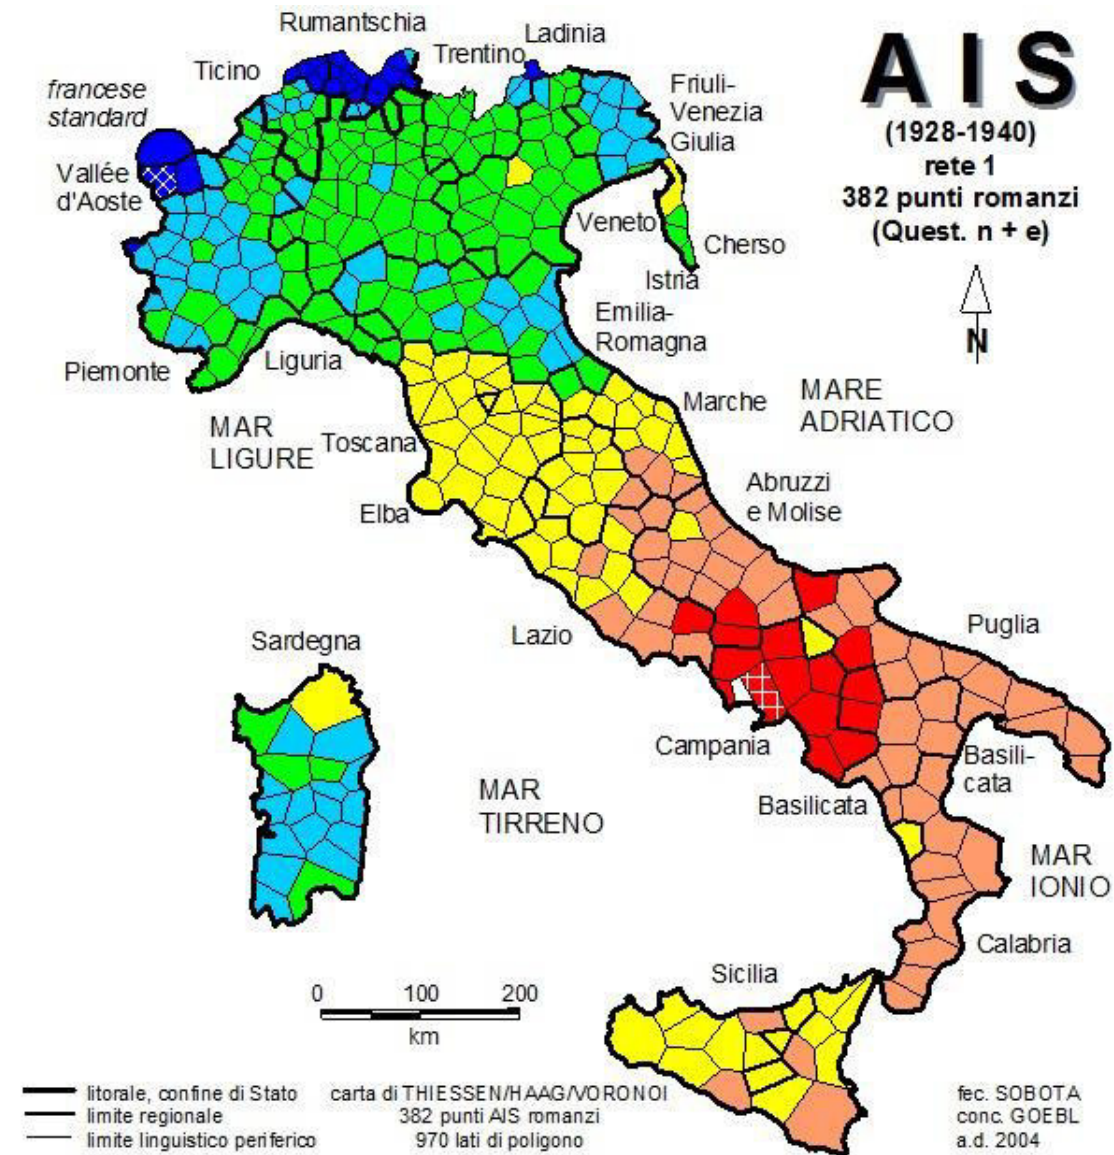 Rumantschia
Ladinia
Trentino
Ticino
francese
standard
Friuli-
Venezia
Giulia
A I S
(1928-1940)
rete 1
382 punti romanzi
(Quest. n + e)
N
Vallée
d'Aoste
Veneto
Cherso
Istria
Emilia-
Romagna
Piemonte
Liguria
Marche
MARE
ADRIATICO
MAR
LIGURE
Toscana
Elba
Abruzzi
e Molise
Lazio
Puglia
Sardegna
Campania
Basili-
cata
Basilicata
MAR
TIRRENO
MAR
IONIO
Calabria
Sicilia
0 100 200
km
litorale, confine di Stato
limite regionale
limite linguistico periferico
carta di THIESSEN/HAAG/VORONOI
382 punti AIS romanzi
970 lati di poligono
fec. SOBOTA
conc. GOEBL
a.d. 2004